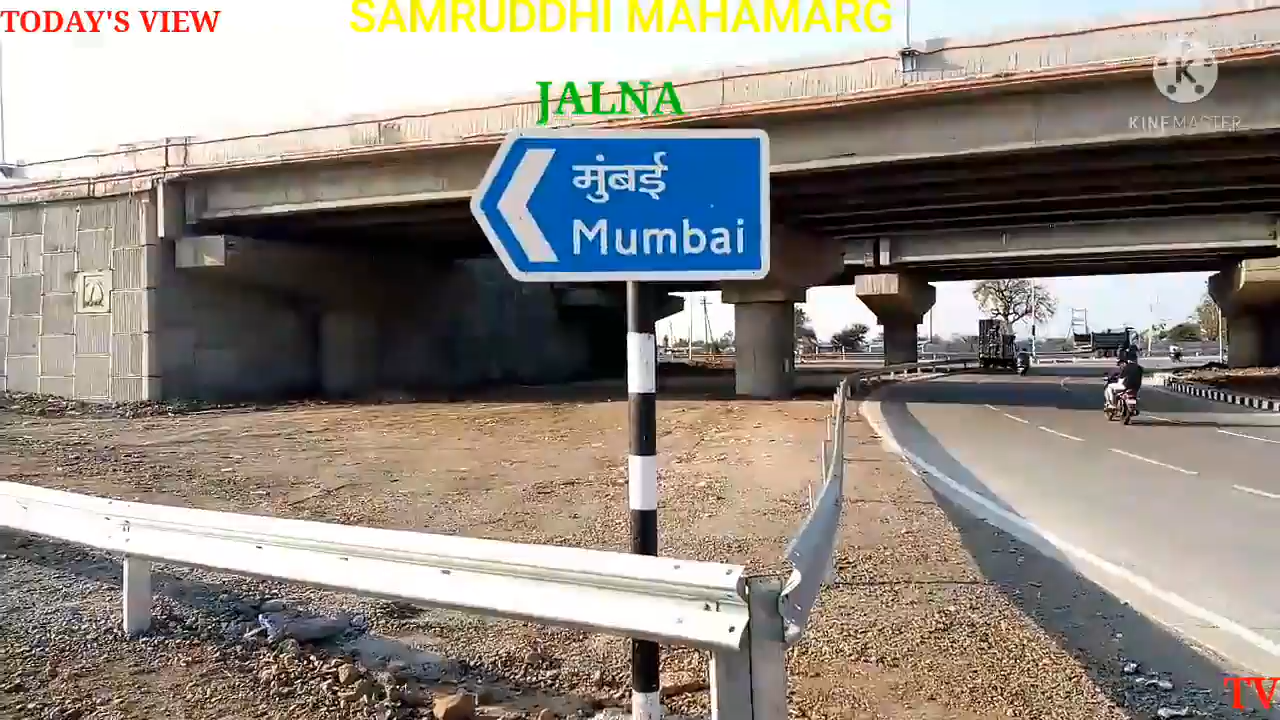 TODAY'S VIEW
SAMRUDDHI MAHAMARG
JALNA
K
KINEMASTER
मुंबई
Mumbai
TV